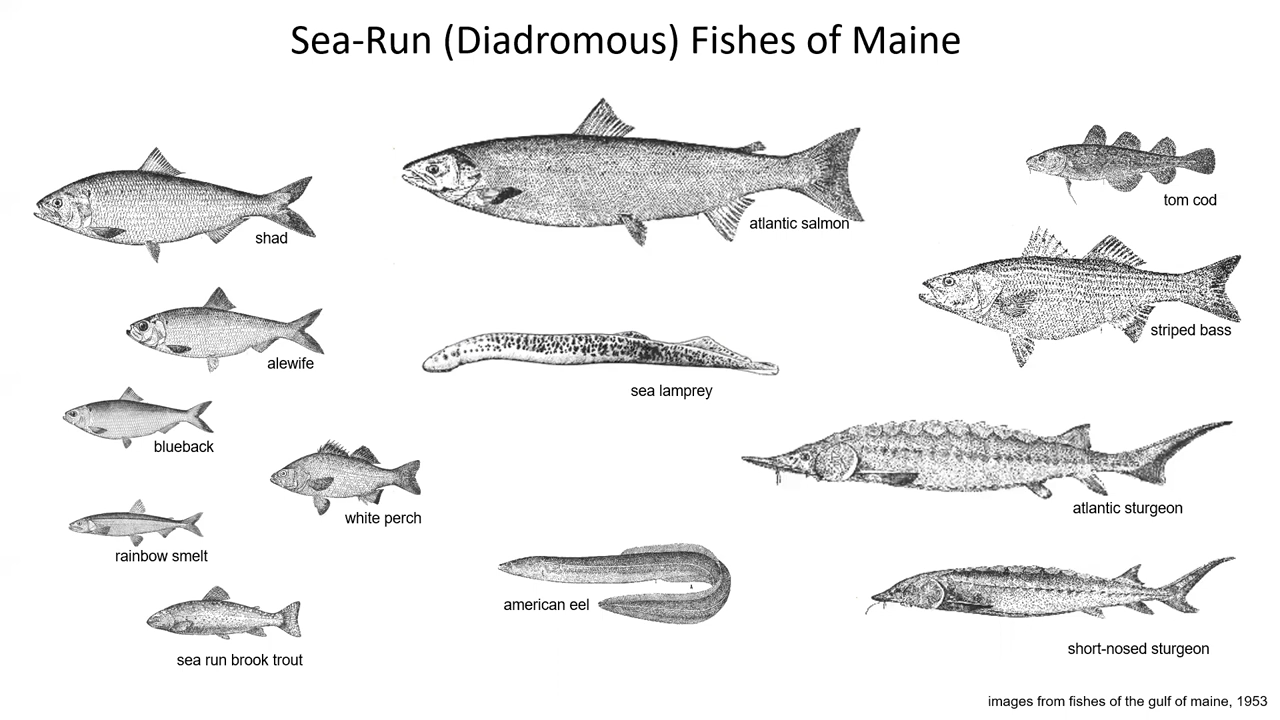 Sea-Run (Diadromous) Fishes of Maine
shad
atlantic salmon
tom cod
striped bass
alewife
sea lamprey
blueback
white perch
atlantic sturgeon
rainbow smelt
american eel
short-nosed sturgeon
sea run brook trout
images from fishes of the gulf of maine, 1953